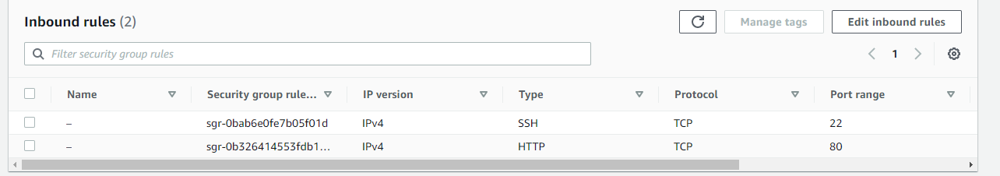 Inbound rules (2)
Manage tags
Edit inbound rules
Filter security group rules
1
Name Security group rule... IP version Type Protocol Port range
– sgr-0bab6e0fe7b05f01d IPv4 SSH TCP 22
– sgr-0b326414553fdb1... IPv4 HTTP TCP 80